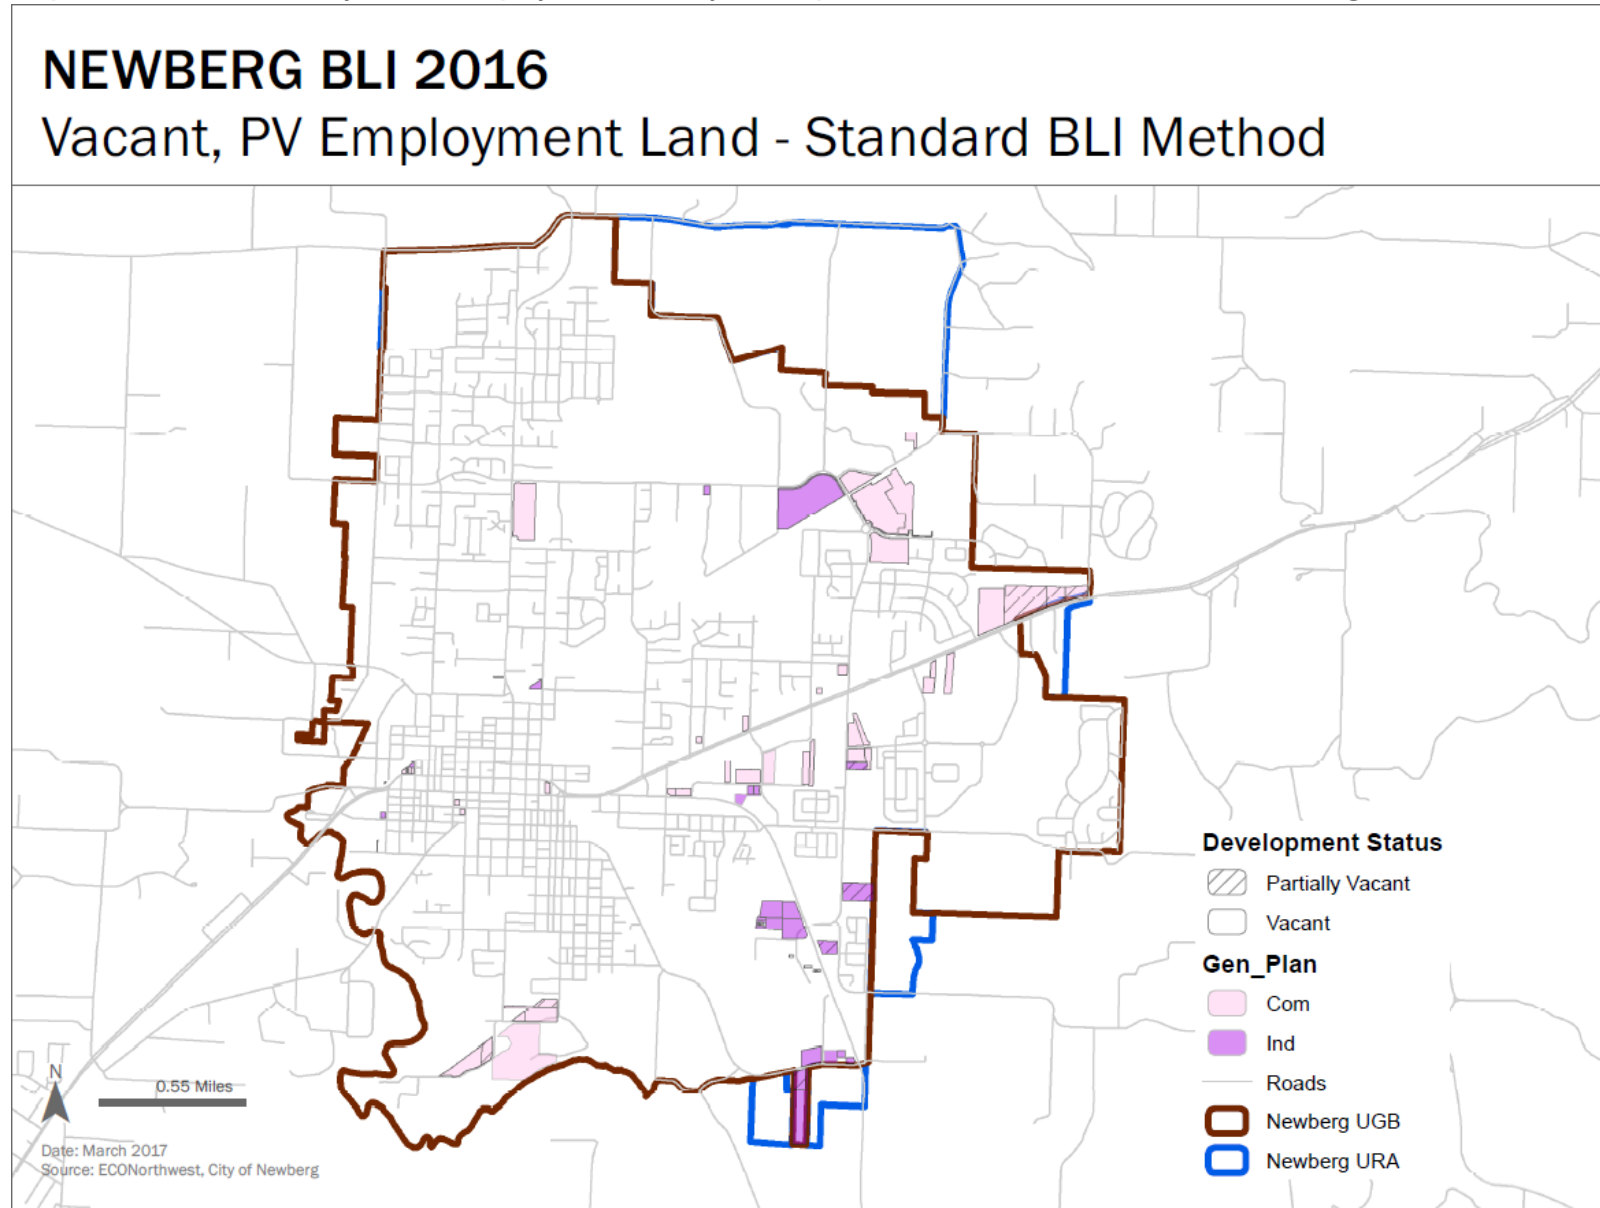 NEWBERG BLI 2016
Vacant, PV Employment Land - Standard BLI Method
Development Status
Partially Vacant
Vacant
Gen_Plan
Com
Ind
Roads
Newberg UGB
Newberg URA
N
0.55 Miles
Date: March 2017
Source: ECONorthwest, City of Newberg